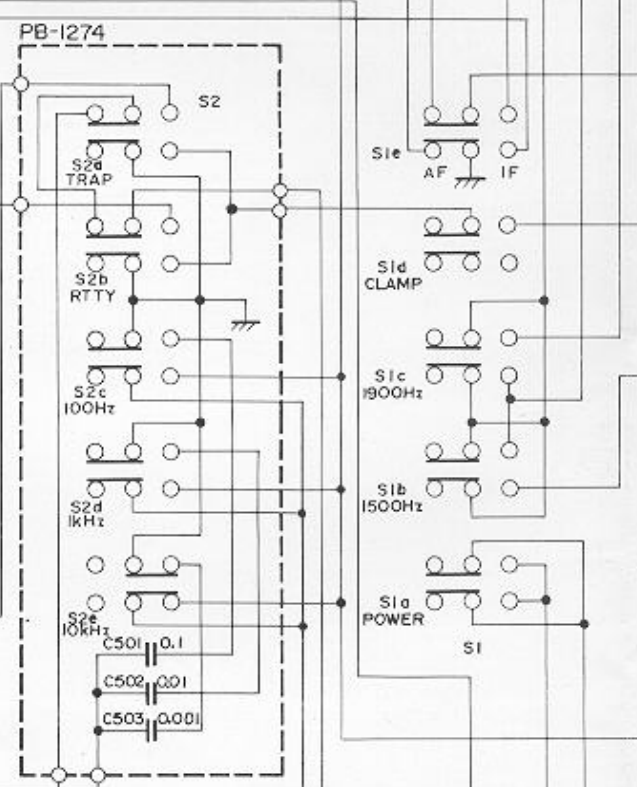 PB-1274
S2
S2a
TRAP
S2b
RTTY
S2c
100Hz
S2d
1kHz
S2e
10kHz
C501 0.1
C502 0.01
C503 0.001
S1e
AF
IF
S1d
CLAMP
S1c
1900Hz
S1b
1500Hz
S1a
POWER
S1